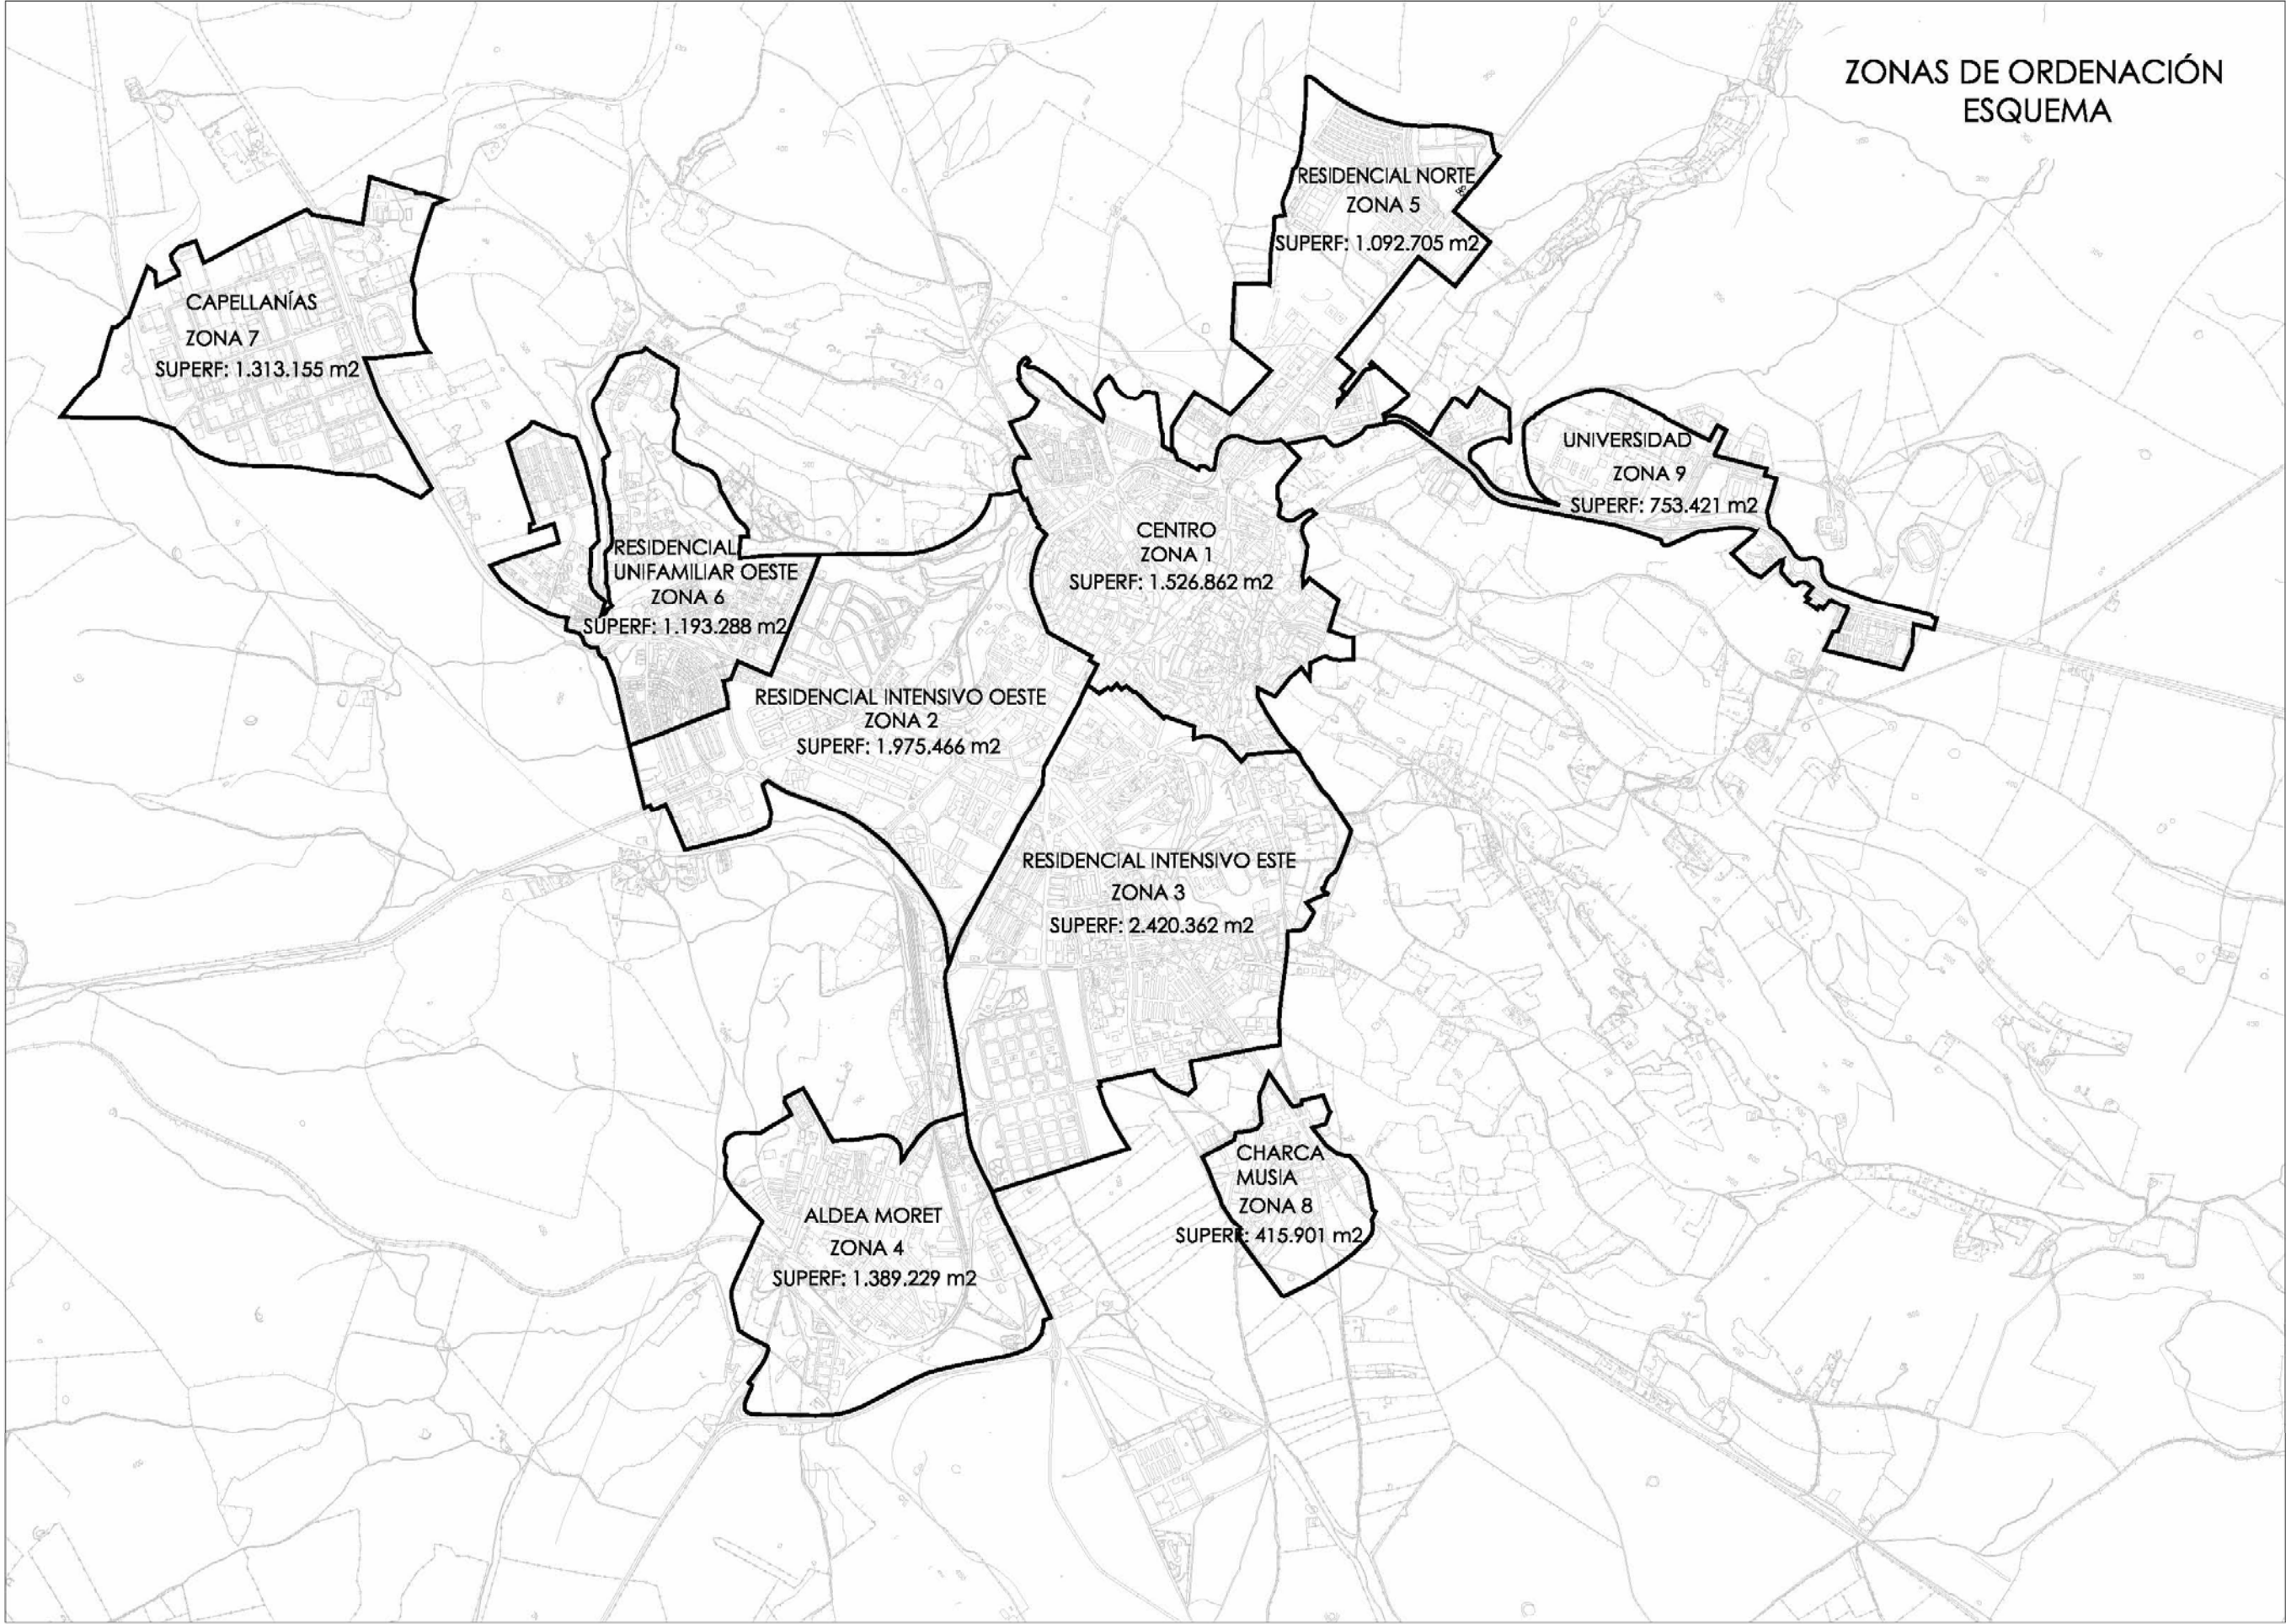 ZONAS DE ORDENACIÓN
ESQUEMA
RESIDENCIAL NORTE
ZONA 5
SUPERF: 1.092.705 m2
CAPELLANÍAS
ZONA 7
SUPERF: 1.313.155 m2
UNIVERSIDAD
ZONA 9
SUPERF: 753.421 m2
CENTRO
ZONA 1
SUPERF: 1.526.862 m2
RESIDENCIAL
UNIFAMILIAR OESTE
ZONA 6
SUPERF: 1.193.288 m2
RESIDENCIAL INTENSIVO OESTE
ZONA 2
SUPERF: 1.975.466 m2
RESIDENCIAL INTENSIVO ESTE
ZONA 3
SUPERF: 2.420.362 m2
CHARCA
MUSIA
ZONA 8
SUPERF: 415.901 m2
ALDEA MORET
ZONA 4
SUPERF: 1.389.229 m2